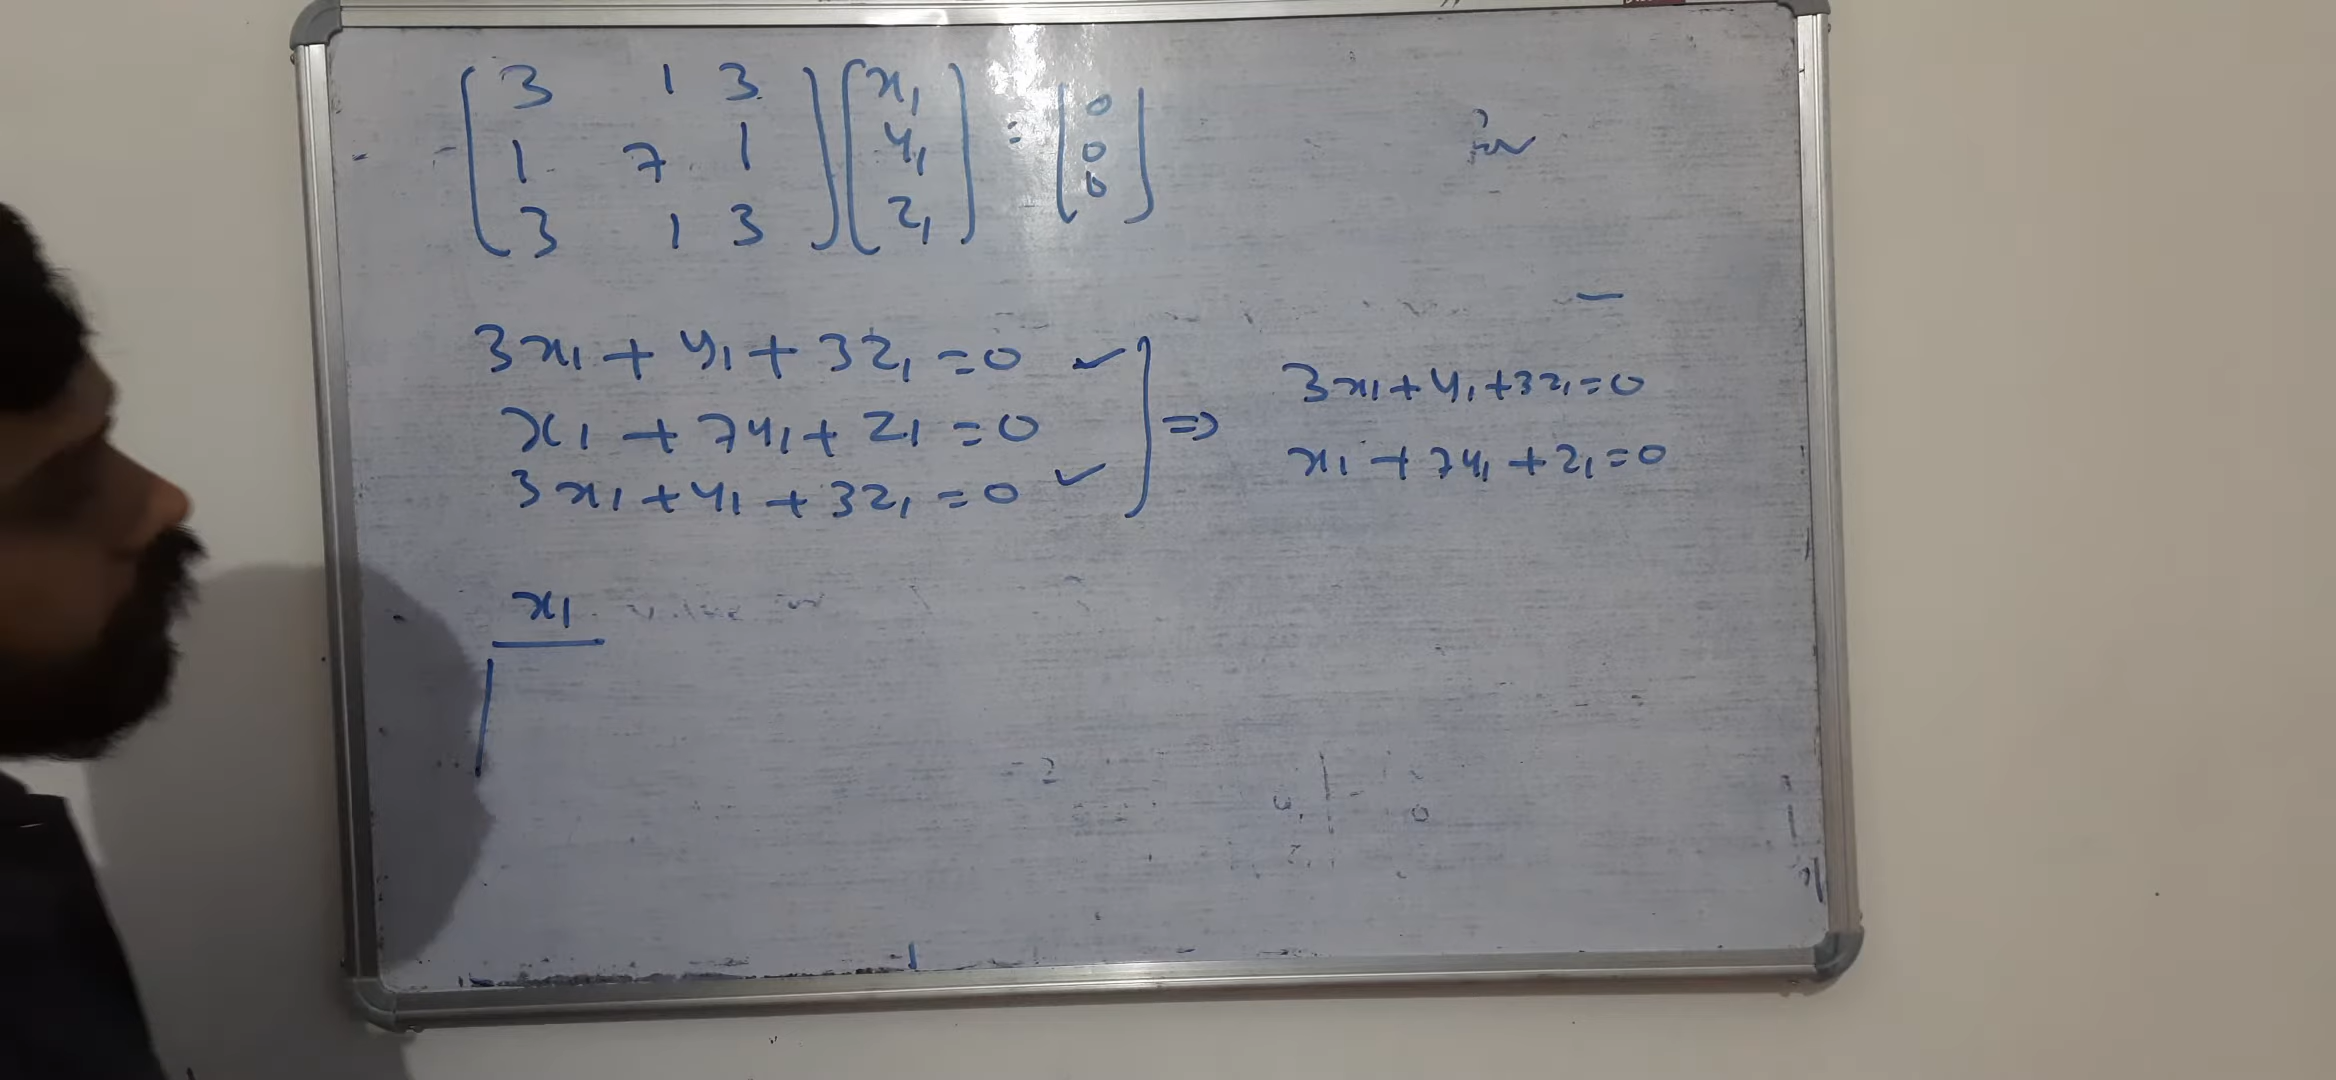 3 1 3 x₁ = 0
1 7 1 y₁ 0
3 1 3 z₁ 0
3x₁ + y₁ + 3z₁ = 0 ✓
x₁ + 7y₁ + z₁ = 0
3x₁ + y₁ + 3z₁ = 0 ✓
⇒ 3x₁ + y₁ + 3z₁ = 0
x₁ + 7y₁ + z₁ = 0
x₁